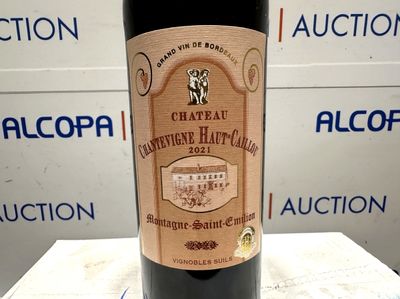 AUCTION
AUCTION
ALCOPA
ALCOPA
AUCTION
AUCTION
GRAND VIN DE BORDEAUX
CHATEAU
CHANTEVIGNE HAUT-CAILLOU
2021
Montagne-Saint-Emilion
VIGNOBLES SUILS